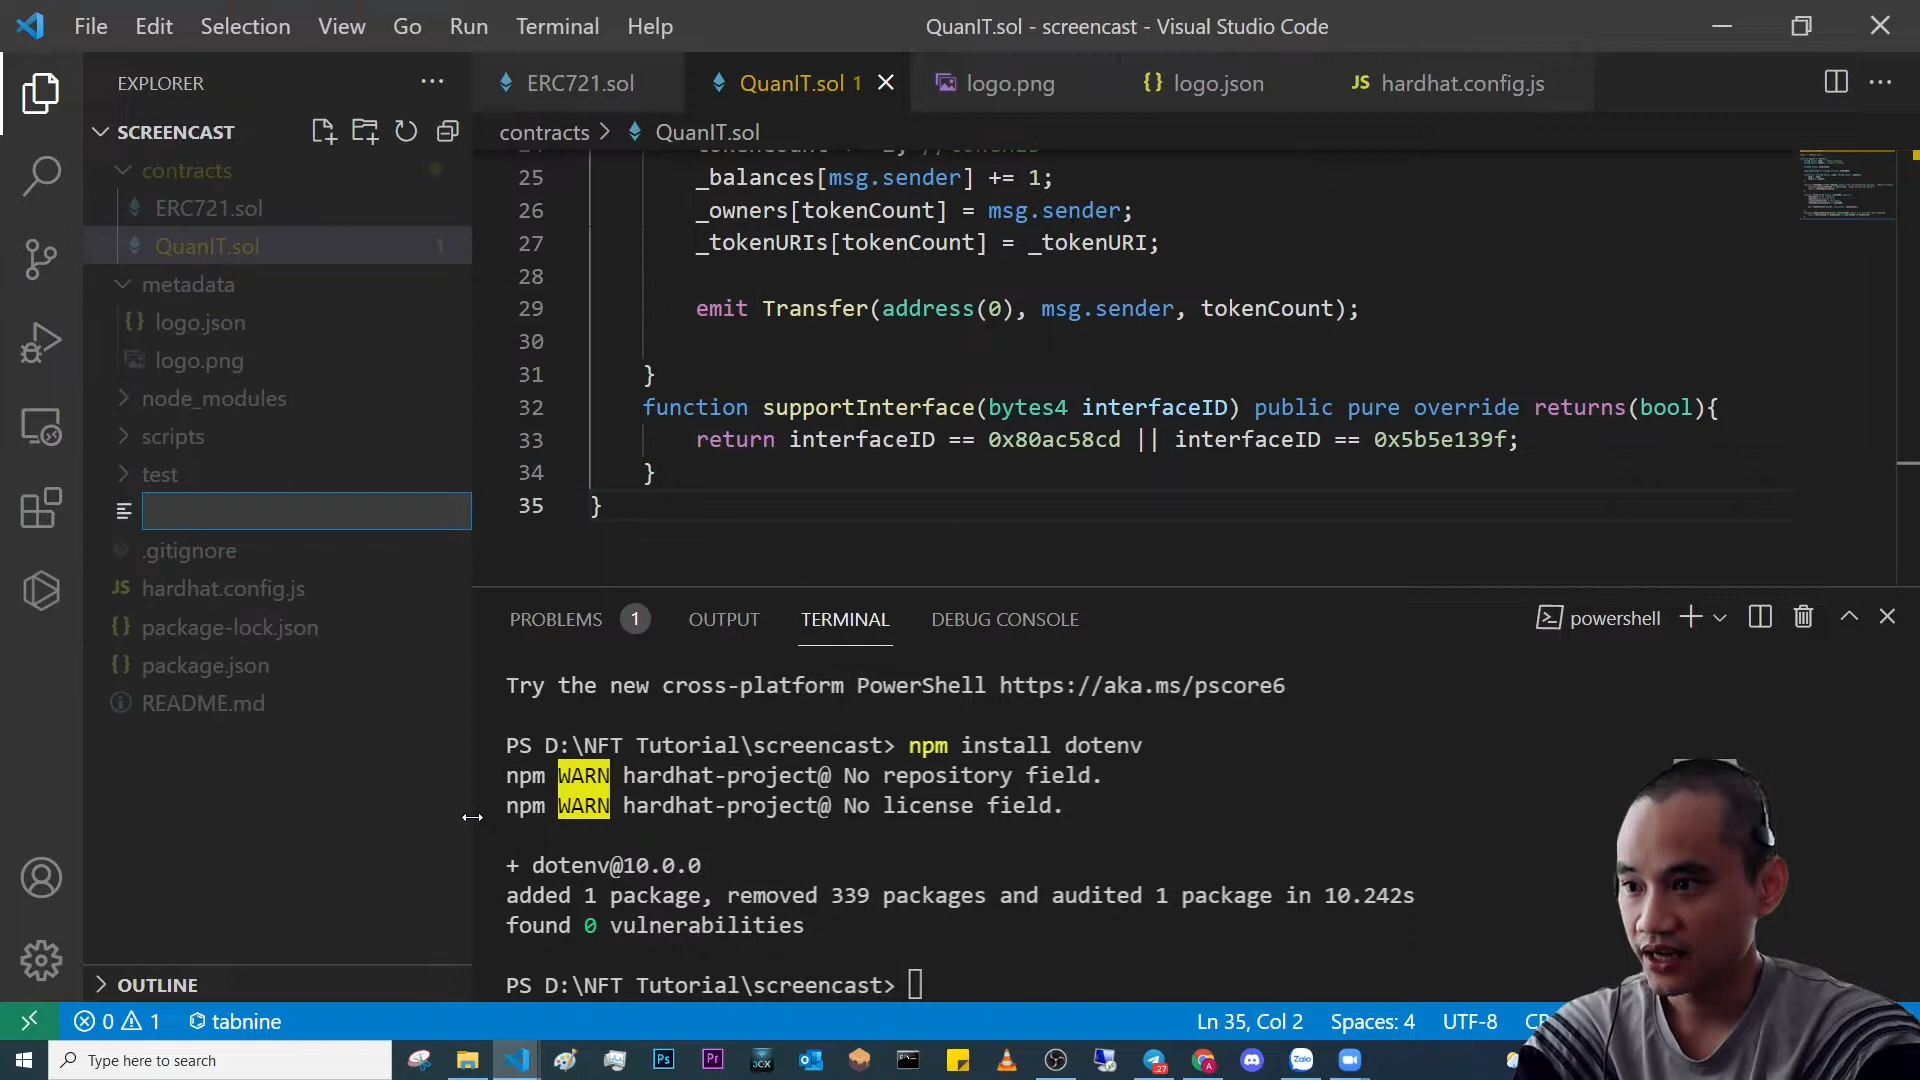 File Edit Selection View Go Run Terminal Help
QuanIT.sol - screencast - Visual Studio Code
EXPLORER
ERC721.sol
QuanIT.sol 1
logo.png
logo.json
JS hardhat.config.js
SCREENCAST
contracts > QuanIT.sol
contracts
ERC721.sol
QuanIT.sol 1
metadata
logo.json
logo.png
node_modules
scripts
test
.gitignore
JS hardhat.config.js
package-lock.json
package.json
README.md
OUTLINE
25 _balances[msg.sender] += 1;
26 _owners[tokenCount] = msg.sender;
27 _tokenURIs[tokenCount] = _tokenURI;
28
29 emit Transfer(address(0), msg.sender, tokenCount);
30
31 }
32 function supportInterface(bytes4 interfaceID) public pure override returns(bool){
33 return interfaceID == 0x80ac58cd || interfaceID == 0x5b5e139f;
34 }
35 }
PROBLEMS 1 OUTPUT TERMINAL DEBUG CONSOLE
powershell
Try the new cross-platform PowerShell https://aka.ms/pscore6
PS D:\NFT Tutorial\screencast> npm install dotenv
npm WARN hardhat-project@ No repository field.
npm WARN hardhat-project@ No license field.
+ dotenv@10.0.0
added 1 package, removed 339 packages and audited 1 package in 10.242s
found 0 vulnerabilities
PS D:\NFT Tutorial\screencast>
0 1 tabnine
Ln 35, Col 2 Spaces: 4 UTF-8
Type here to search
Ps Pr 3CX 27 A Zalo